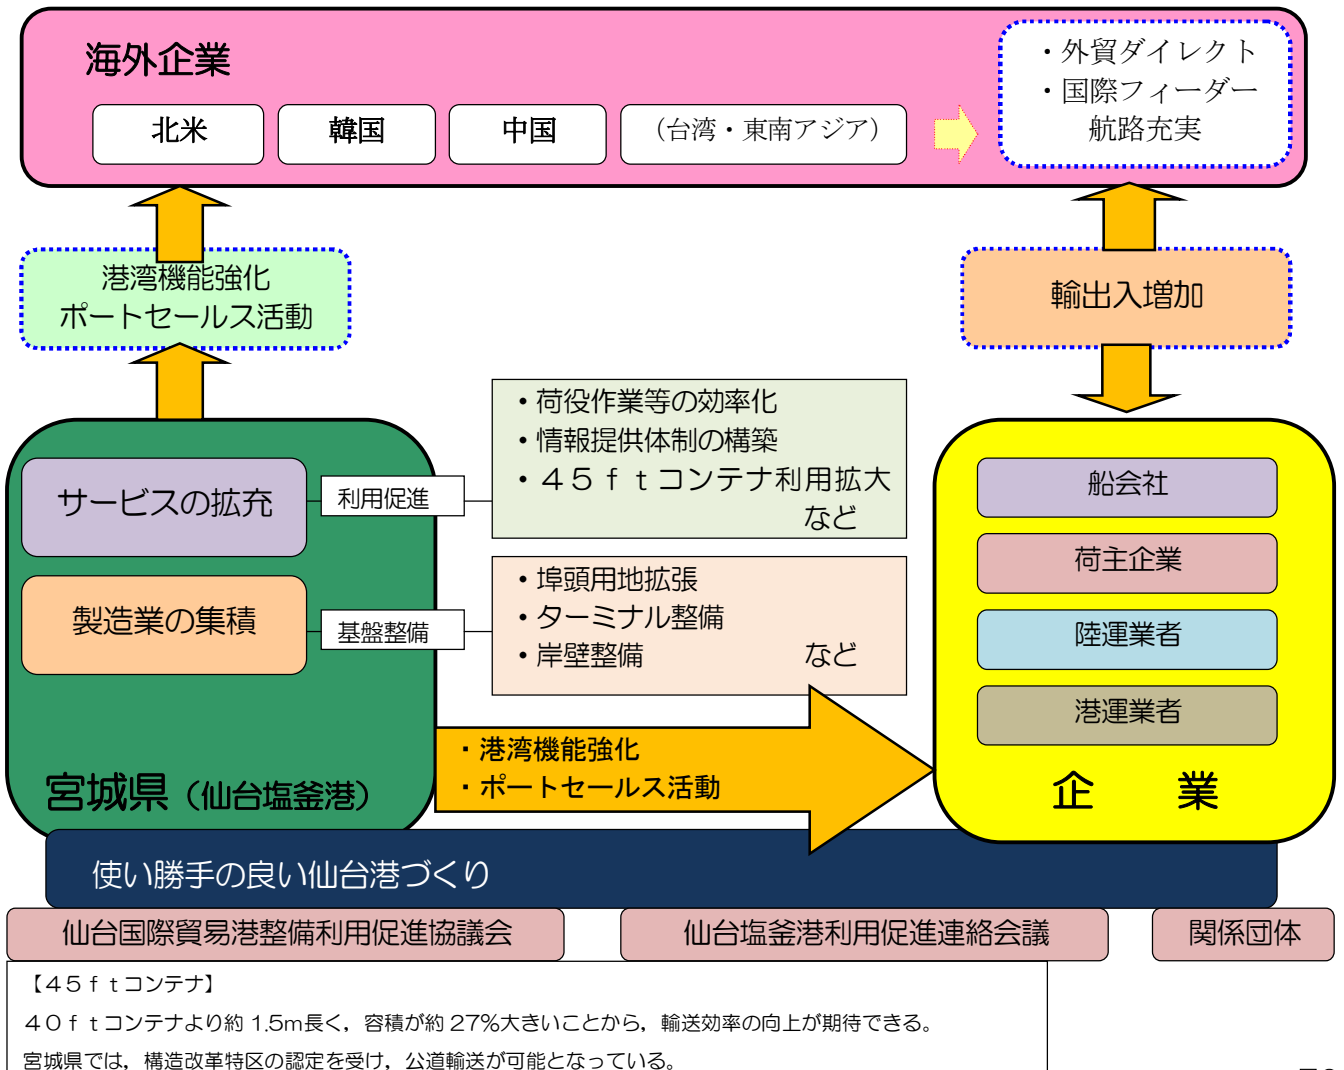 海外企業
北米
韓国
中国
（台湾・東南アジア）
・外貿ダイレクト
・国際フィーダー
航路充実
港湾機能強化
ポートセールス活動
輸出入増加
サービスの拡充
利用促進
・荷役作業等の効率化
・情報提供体制の構築
・４５ｆｔコンテナ利用拡大
など
製造業の集積
基盤整備
・埠頭用地拡張
・ターミナル整備
・岸壁整備　　　　　　など
船会社
荷主企業
陸運業者
港運業者
企　業
・港湾機能強化
・ポートセールス活動
宮城県（仙台塩釜港）
使い勝手の良い仙台港づくり
仙台国際貿易港整備利用促進協議会
仙台塩釜港利用促進連絡会議
関係団体
【４５ｆｔコンテナ】
４０ｆｔコンテナより約 1.5m長く，容積が約 27%大きいことから，輸送効率の向上が期待できる。
宮城県では，構造改革特区の認定を受け，公道輸送が可能となっている。